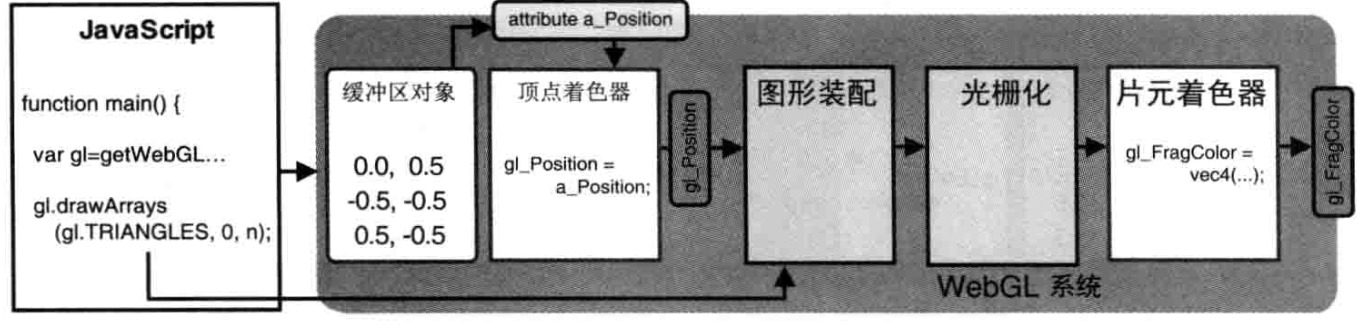 JavaScript
function main() {
var gl=getWebGL...
gl.drawArrays
(gl.TRIANGLES, 0, n);
attribute a_Position
缓冲区对象
0.0, 0.5
-0.5, -0.5
0.5, -0.5
顶点着色器
gl_Position =
a_Position;
gl_Position
图形装配
光栅化
片元着色器
gl_FragColor =
vec4(...);
gl_FragColor
WebGL 系统